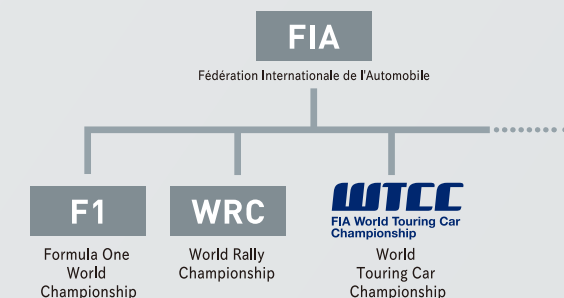 FIA
Fédération Internationale de l'Automobile
F1
Formula One
World
Championship
WRC
World Rally
Championship
WTCC
FIA World Touring Car
Championship
World
Touring Car
Championship